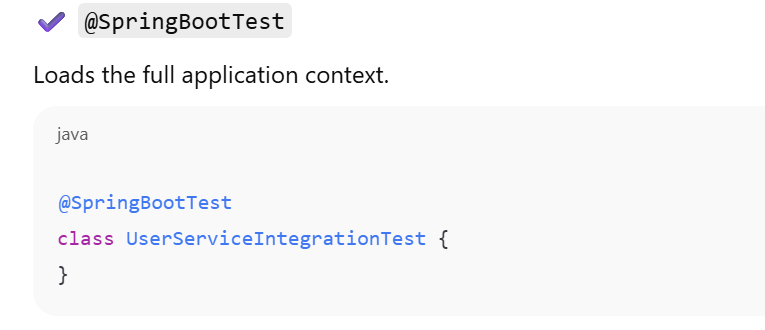 ✔ @SpringBootTest
Loads the full application context.
java
@SpringBootTest
class UserServiceIntegrationTest {
}